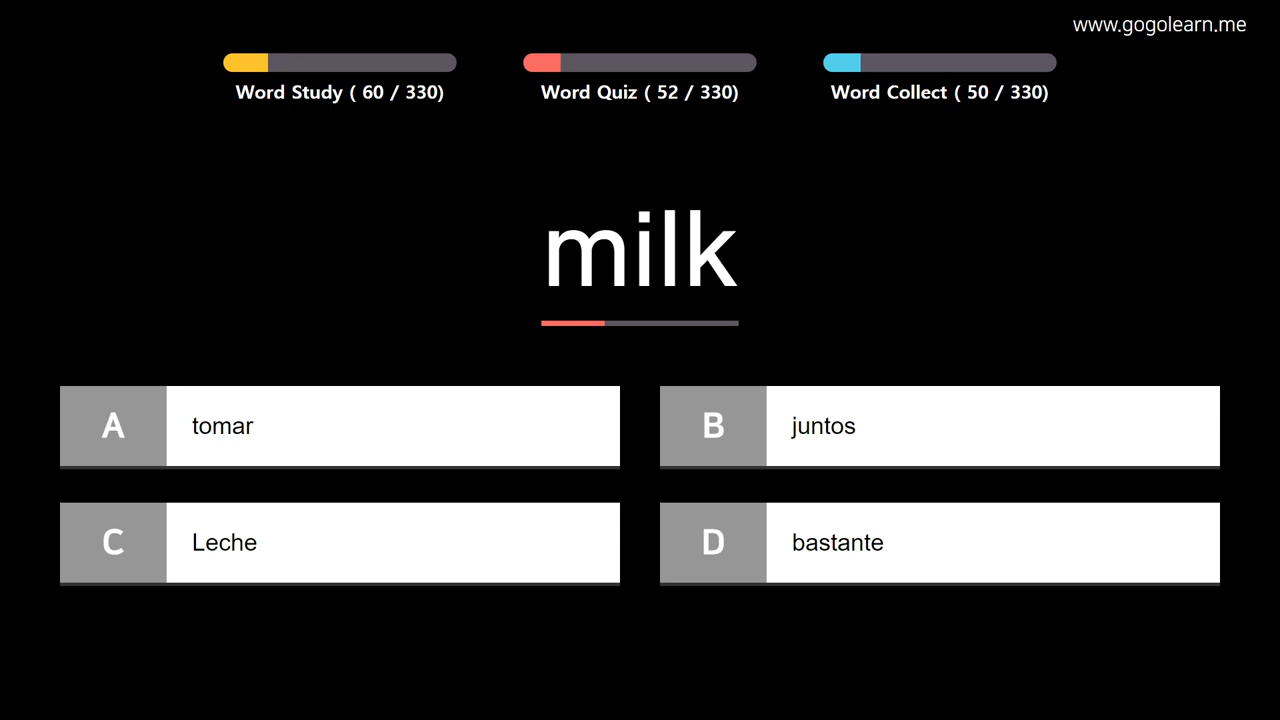 www.gogolearn.me
Word Study ( 60 / 330)
Word Quiz ( 52 / 330)
Word Collect ( 50 / 330)
milk
A tomar
B juntos
C Leche
D bastante